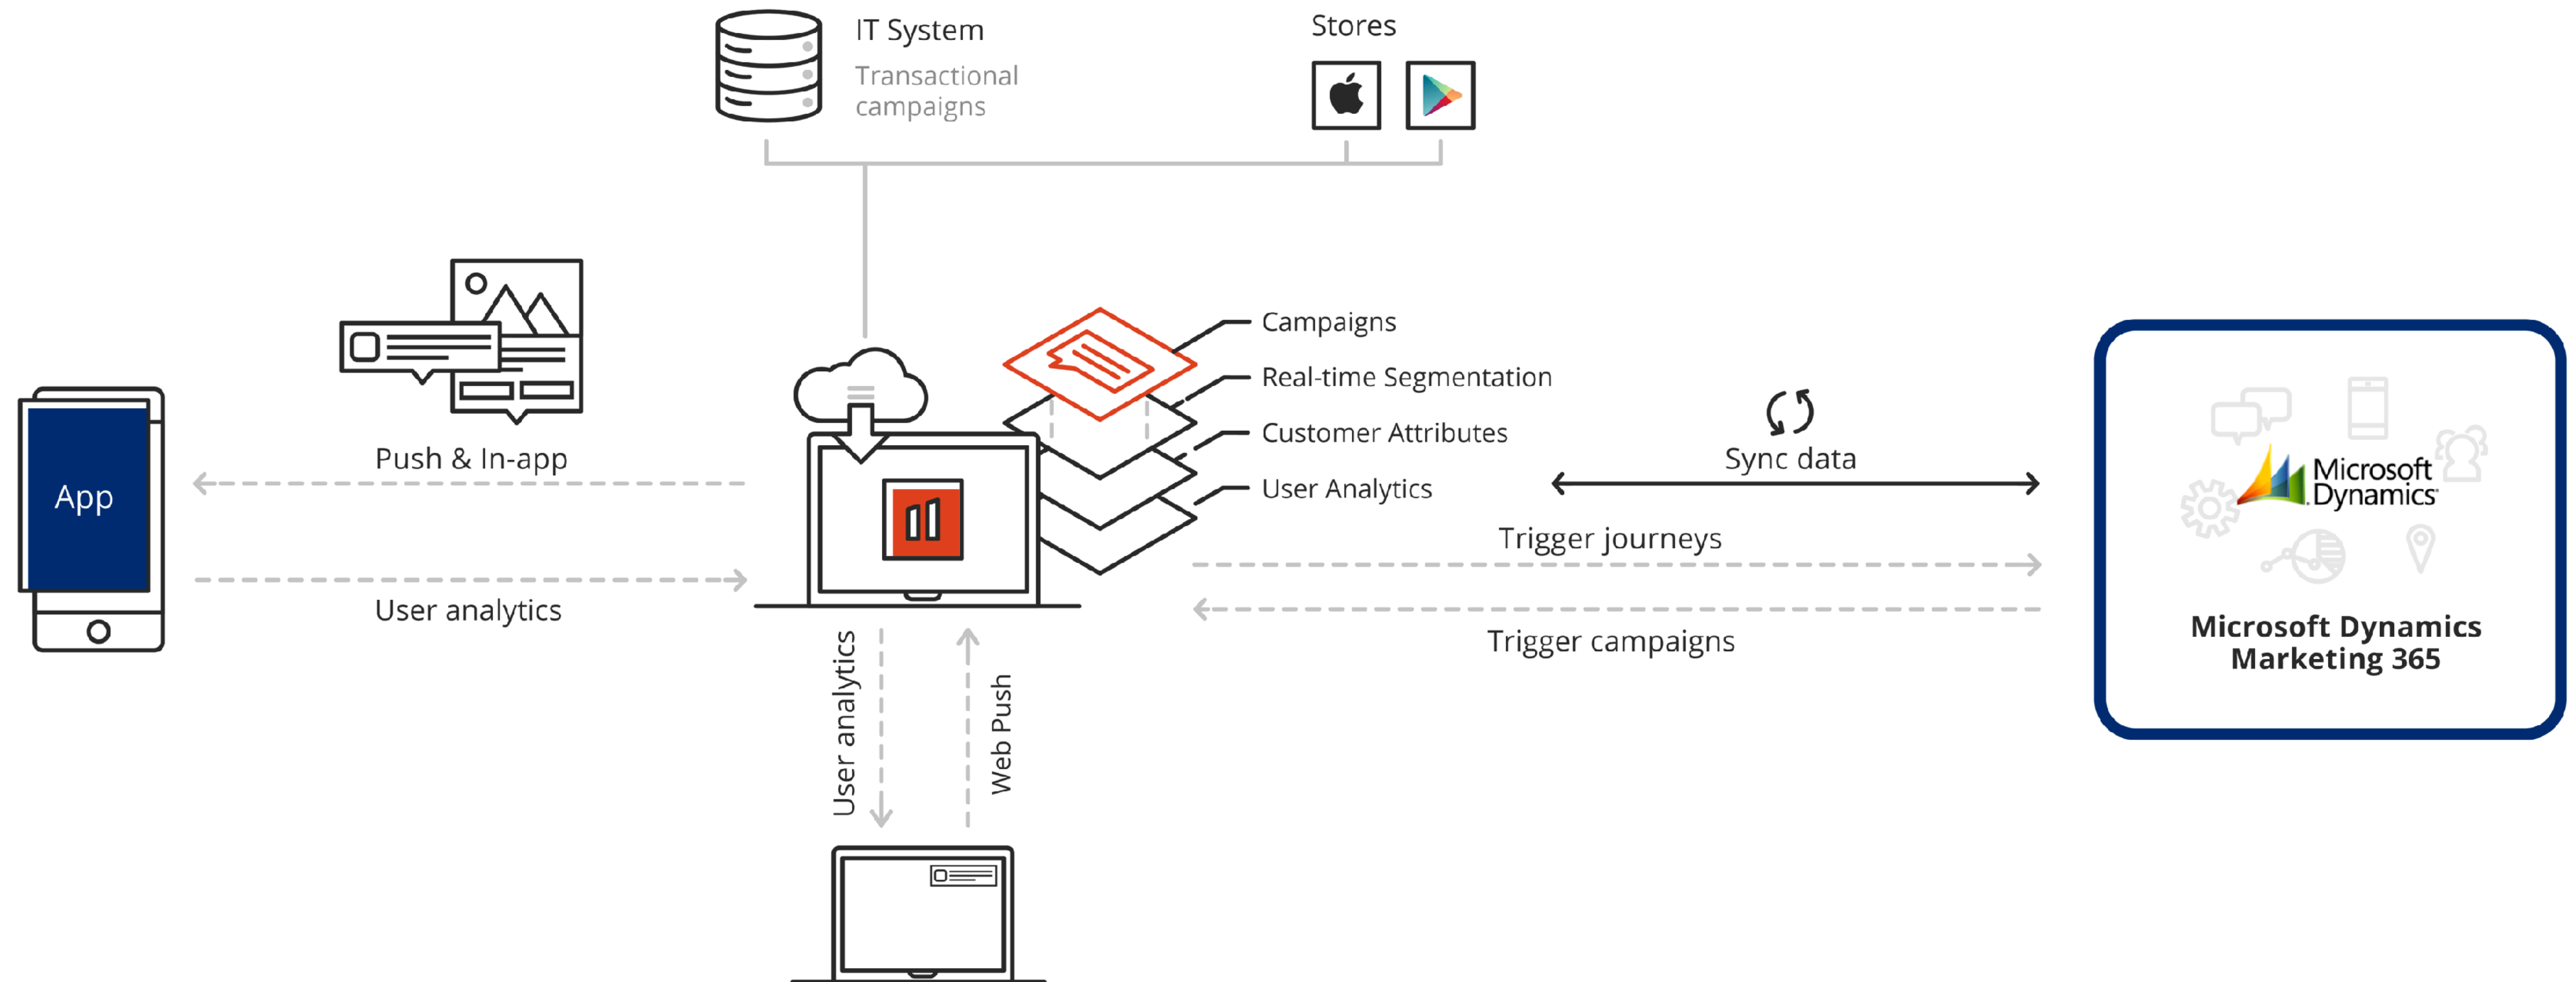 IT System
Transactional
campaigns
Stores
Campaigns
Real-time Segmentation
Customer Attributes
User Analytics
Push & In-app
App
User analytics
Sync data
Trigger journeys
Trigger campaigns
Microsoft
Dynamics
Microsoft Dynamics
Marketing 365
User analytics
Web Push